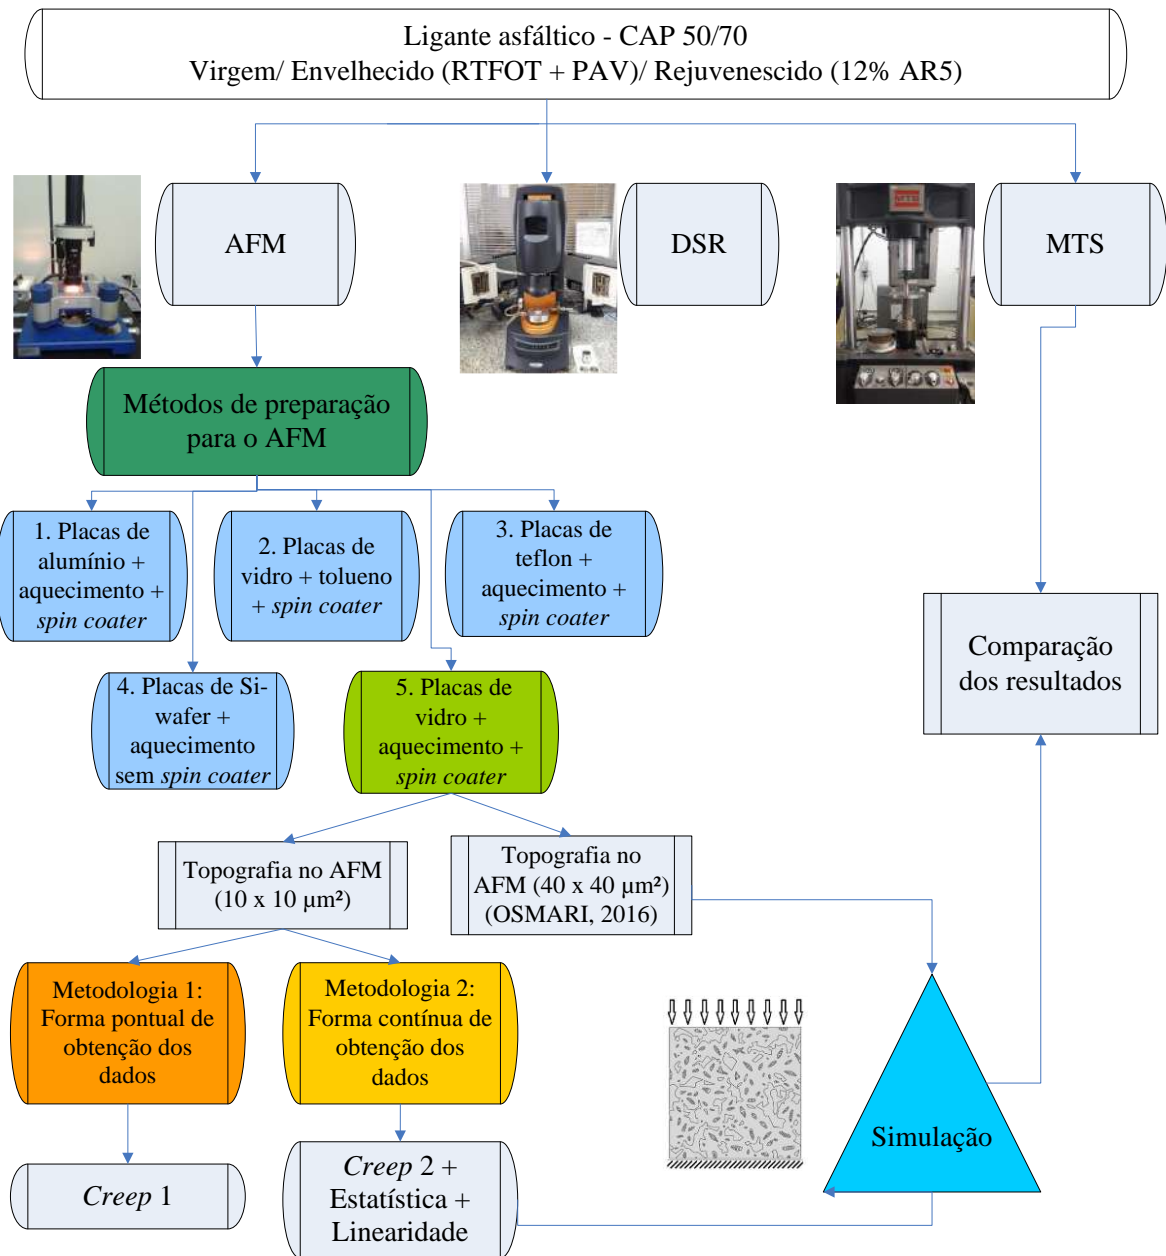 Ligante asfáltico - CAP 50/70
Virgem/ Envelhecido (RTFOT + PAV)/ Rejuvenescido (12% AR5)
AFM
DSR
MTS
MTS
Métodos de preparação
para o AFM
1. Placas de
alumínio +
aquecimento +
spin coater
2. Placas de
vidro + tolueno
+ spin coater
3. Placas de
teflon +
aquecimento +
spin coater
4. Placas de Si-
wafer +
aquecimento
sem spin coater
5. Placas de
vidro +
aquecimento +
spin coater
Comparação
dos resultados
Topografia no AFM
(10 x 10 µm²)
Topografia no
AFM (40 x 40 µm²)
(OSMARI, 2016)
Metodologia 1:
Forma pontual de
obtenção dos
dados
Metodologia 2:
Forma contínua de
obtenção dos
dados
Simulação
Creep 1
Creep 2 +
Estatística +
Linearidade